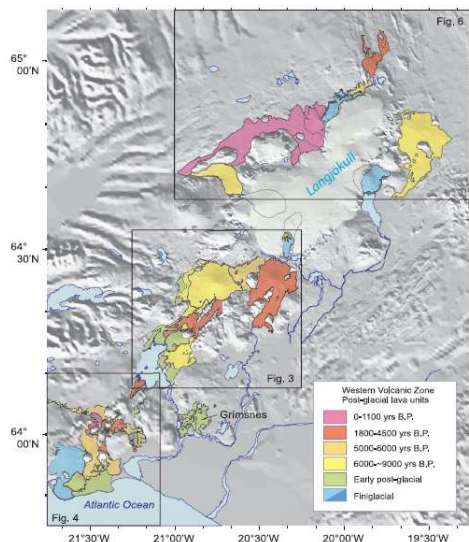 Fig. 6
65°
00'N
Langjökull
64°
30'N
Fig. 3
Grimsnes
64°
00'N
Atlantic Ocean
Fig. 4
Western Volcanic Zone
Post-glacial lava units
0-1100 yrs B.P.
1800-4500 yrs B.P.
5000-6000 yrs B.P.
6000-~9000 yrs B.P.
Early post-glacial
Finiglacial
21°30'W
21°00'W
20°30'W
20°00'W
19°30'W